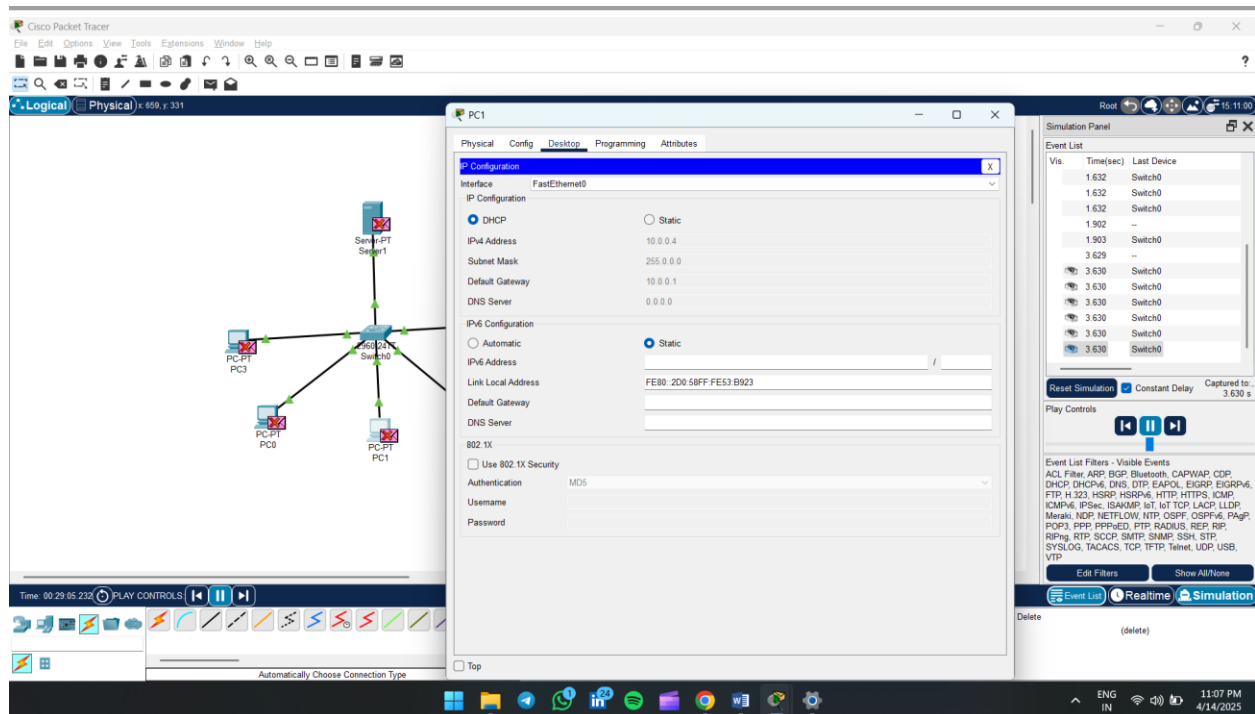 Cisco Packet Tracer
File Edit Options View Tools Extensions Window Help
?
Logical Physical x: 659, y: 331
Root 15:11:00
Server-PT
Server1
2960-24TT
Switch0
PC-PT
PC3
PC-PT
PC0
PC-PT
PC1
PC1
Physical Config Desktop Programming Attributes
IP Configuration X
Interface FastEthernet0
IP Configuration
DHCP Static
IPv4 Address 10.0.0.4
Subnet Mask 255.0.0.0
Default Gateway 10.0.0.1
DNS Server 0.0.0.0
IPv6 Configuration
Automatic Static
IPv6 Address /
Link Local Address FE80::2D0:58FF:FE53:B923
Default Gateway
DNS Server
802.1X
Use 802.1X Security
Authentication MD5
Username
Password
Top
Simulation Panel
Event List
Vis. Time(sec) Last Device
1.632 Switch0
1.632 Switch0
1.632 Switch0
1.902 --
1.903 Switch0
3.629 --
3.630 Switch0
3.630 Switch0
3.630 Switch0
3.630 Switch0
3.630 Switch0
3.630 Switch0
Reset Simulation Constant Delay Captured to:
3.630 s
Play Controls
Event List Filters - Visible Events
ACL Filter, ARP, BGP, Bluetooth, CAPWAP, CDP,
DHCP, DHCPv6, DNS, DTP, EAPOL, EIGRP, EIGRPv6,
FTP, H.323, HSRP, HSRPv6, HTTP, HTTPS, ICMP,
ICMPv6, IPSec, ISAKMP, IoT, IoT TCP, LACP, LLDP,
Meraki, NDP, NETFLOW, NTP, OSPF, OSPFv6, PAgP,
POP3, PPP, PPPoED, PTP, RADIUS, REP, RIP,
RIPng, RTP, SCCP, SMTP, SNMP, SSH, STP,
SYSLOG, TACACS, TCP, TFTP, Telnet, UDP, USB,
VTP
Edit Filters Show All/None
Time: 00:29:05.232 PLAY CONTROLS:
Event List Realtime Simulation
Automatically Choose Connection Type
Delete
(delete)
1
24
ENG
IN
11:07 PM
4/14/2025